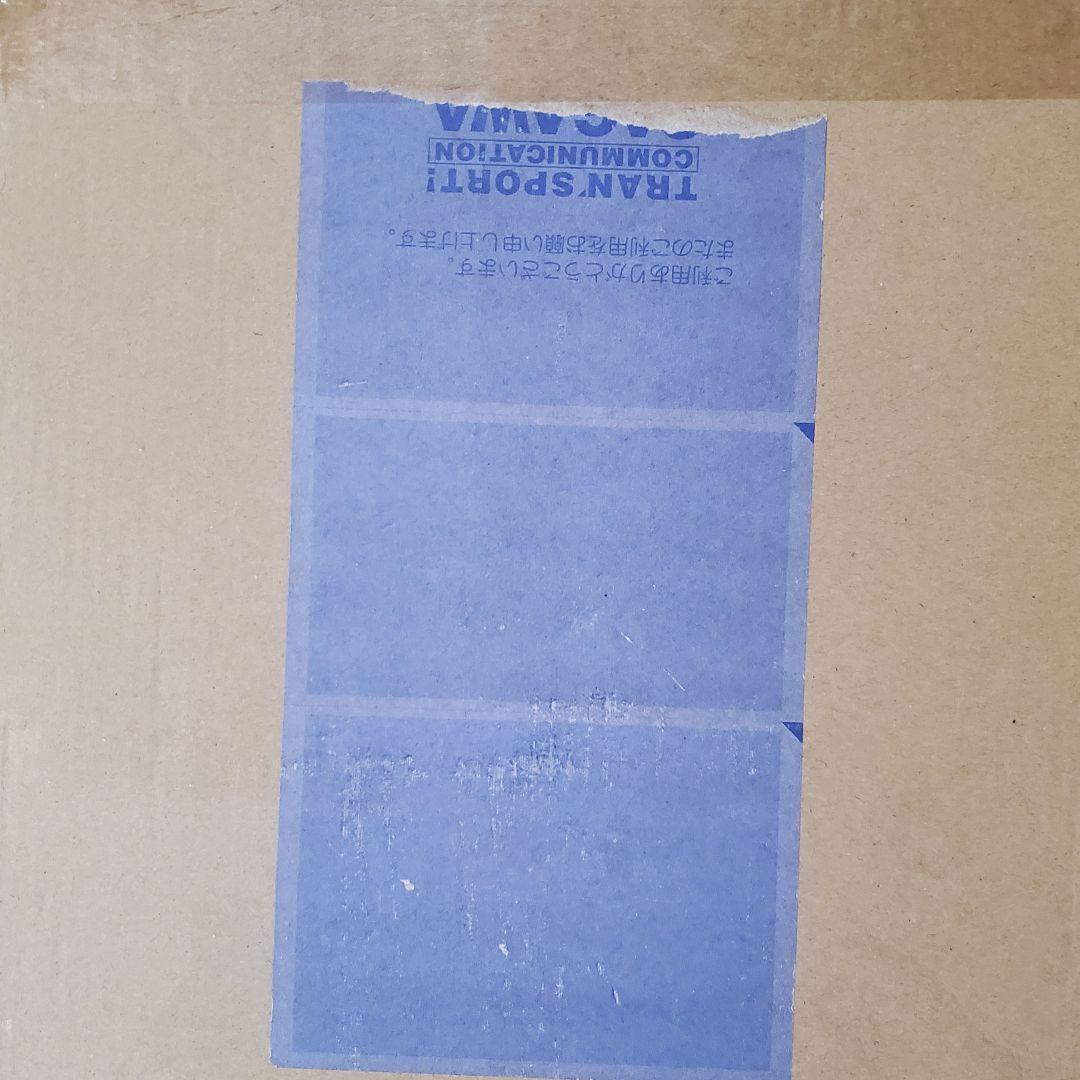 ご利用ありがとうございます。
またのご利用をお願い申し上げます。
TRAN'SPORT!
COMMUNICATION
SAGAWA